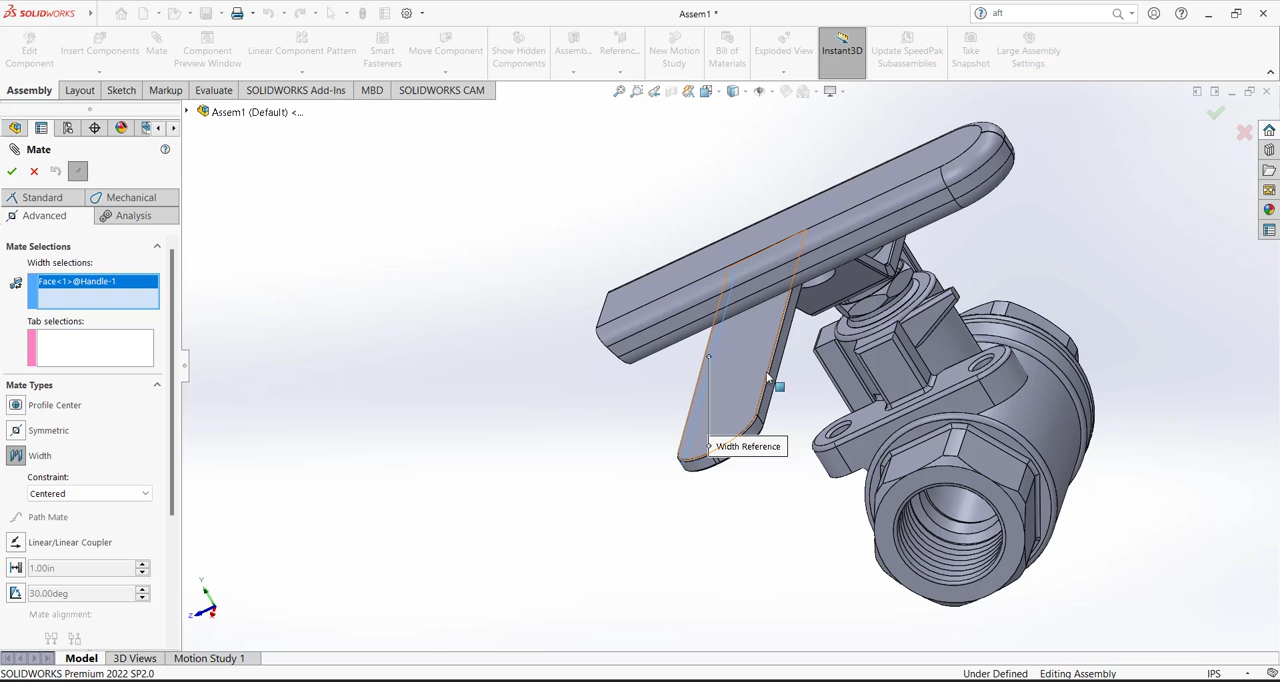 SOLIDWORKS
Assem1 *
aft
Edit Component
Insert Components
Mate
Component Preview Window
Linear Component Pattern
Smart Fasteners
Move Component
Show Hidden Components
Assemb...
Referenc...
New Motion Study
Bill of Materials
Exploded View
Instant3D
Update SpeedPak Subassemblies
Take Snapshot
Large Assembly Settings
Assembly
Layout
Sketch
Markup
Evaluate
SOLIDWORKS Add-Ins
MBD
SOLIDWORKS CAM
Assem1 (Default) <...
Mate
Standard
Mechanical
Advanced
Analysis
Mate Selections
Width selections:
Face<1>@Handle-1
Tab selections:
Mate Types
Profile Center
Symmetric
Width
Constraint:
Centered
Path Mate
Linear/Linear Coupler
1.00in
30.00deg
Mate alignment:
Width Reference
Y
Z
Model
3D Views
Motion Study 1
SOLIDWORKS Premium 2022 SP2.0
Under Defined
Editing Assembly
IPS